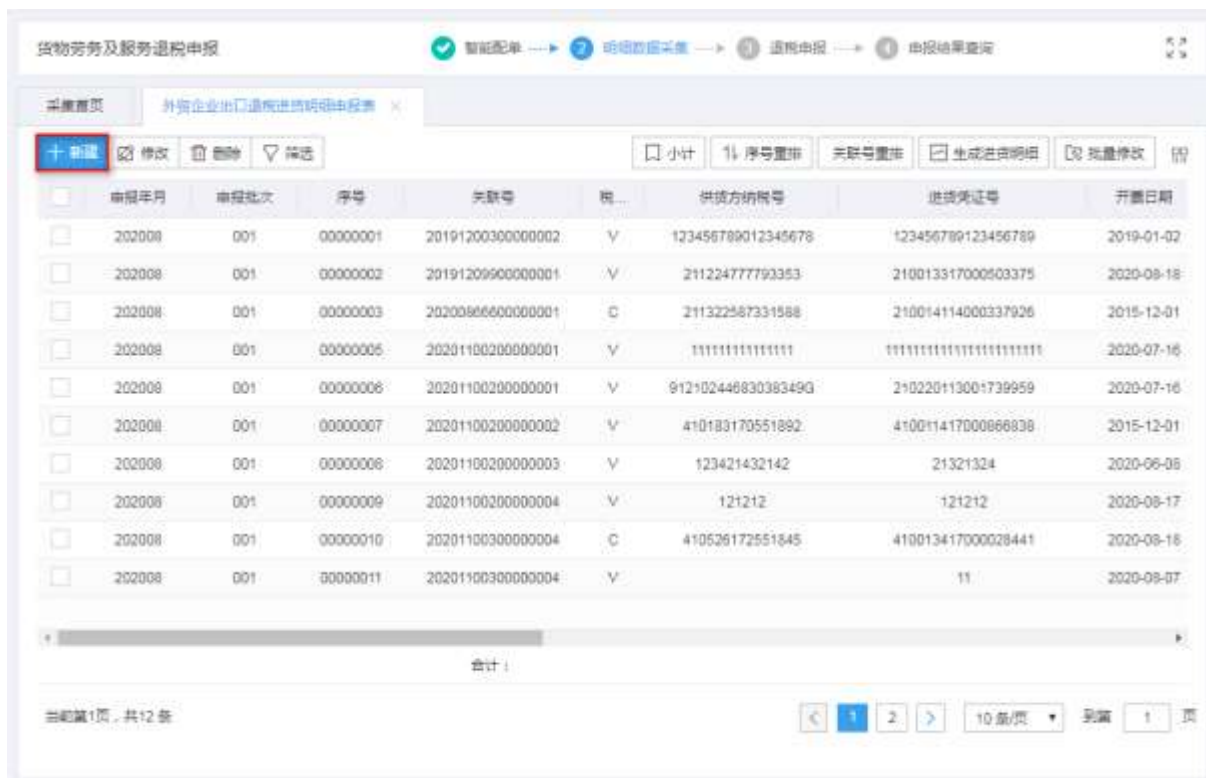 货物劳务及服务退税申报 智能配单 2 明细数据采集 3 退税申报 4 申报结果查询
采集首页 外贸企业出口退税进货明细申报表 ×
+ 新建 修改 删除 筛选 小计 序号重排 关联号重排 生成进货明细 批量修改
申报年月 申报批次 序号 关联号 税... 供货方纳税号 进货凭证号 开票日期
202008 001 00000001 20191200300000002 V 123456789012345678 123456789123456789 2019-01-02
202008 001 00000002 20191209900000001 V 211224777793353 210013317000503375 2020-08-18
202008 001 00000003 20200866600000001 C 211322587331588 210014114000337926 2015-12-01
202008 001 00000005 20201100200000001 V 111111111111111 2020-07-16
202008 001 00000006 20201100200000001 V 91210244683038349G 210220113001739959 2020-07-16
202008 001 00000007 20201100200000002 V 410183170551892 410011417000866838 2015-12-01
202008 001 00000008 20201100200000003 V 123421432142 21321324 2020-06-08
202008 001 00000009 20201100200000004 V 121212 121212 2020-08-17
202008 001 00000010 20201100300000004 C 410526172551845 410013417000028441 2020-08-18
202008 001 00000011 20201100300000004 V 11 2020-08-07
合计：
当前第1页，共12 条 < 1 2 > 10 条/页 到第 1 页